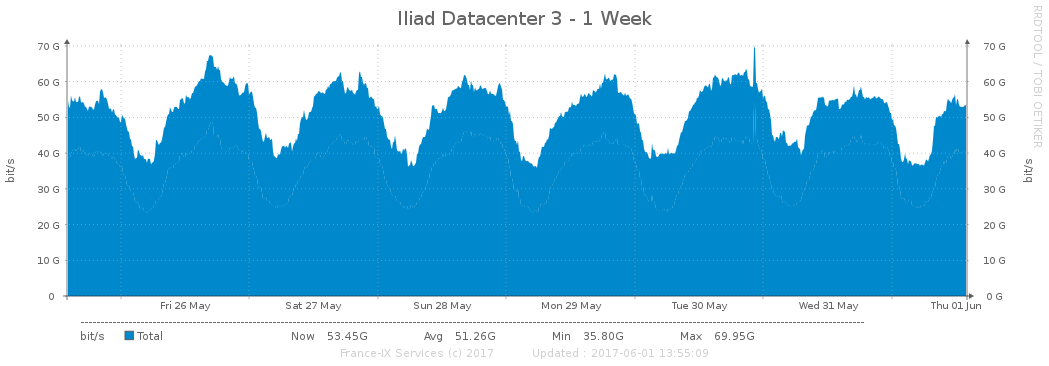 Iliad Datacenter 3 - 1 Week
RRDTOOL / TOBI OETIKER
70 G 70 G
60 G 60 G
50 G 50 G
40 G 40 G
bit/s bit/s
30 G 30 G
20 G 20 G
10 G 10 G
0 0 G
Fri 26 May Sat 27 May Sun 28 May Mon 29 May Tue 30 May Wed 31 May Thu 01 Jun
bit/s Total Now 53.45G Avg 51.26G Min 35.80G Max 69.95G
France-IX Services (c) 2017 Updated : 2017-06-01 13:55:09